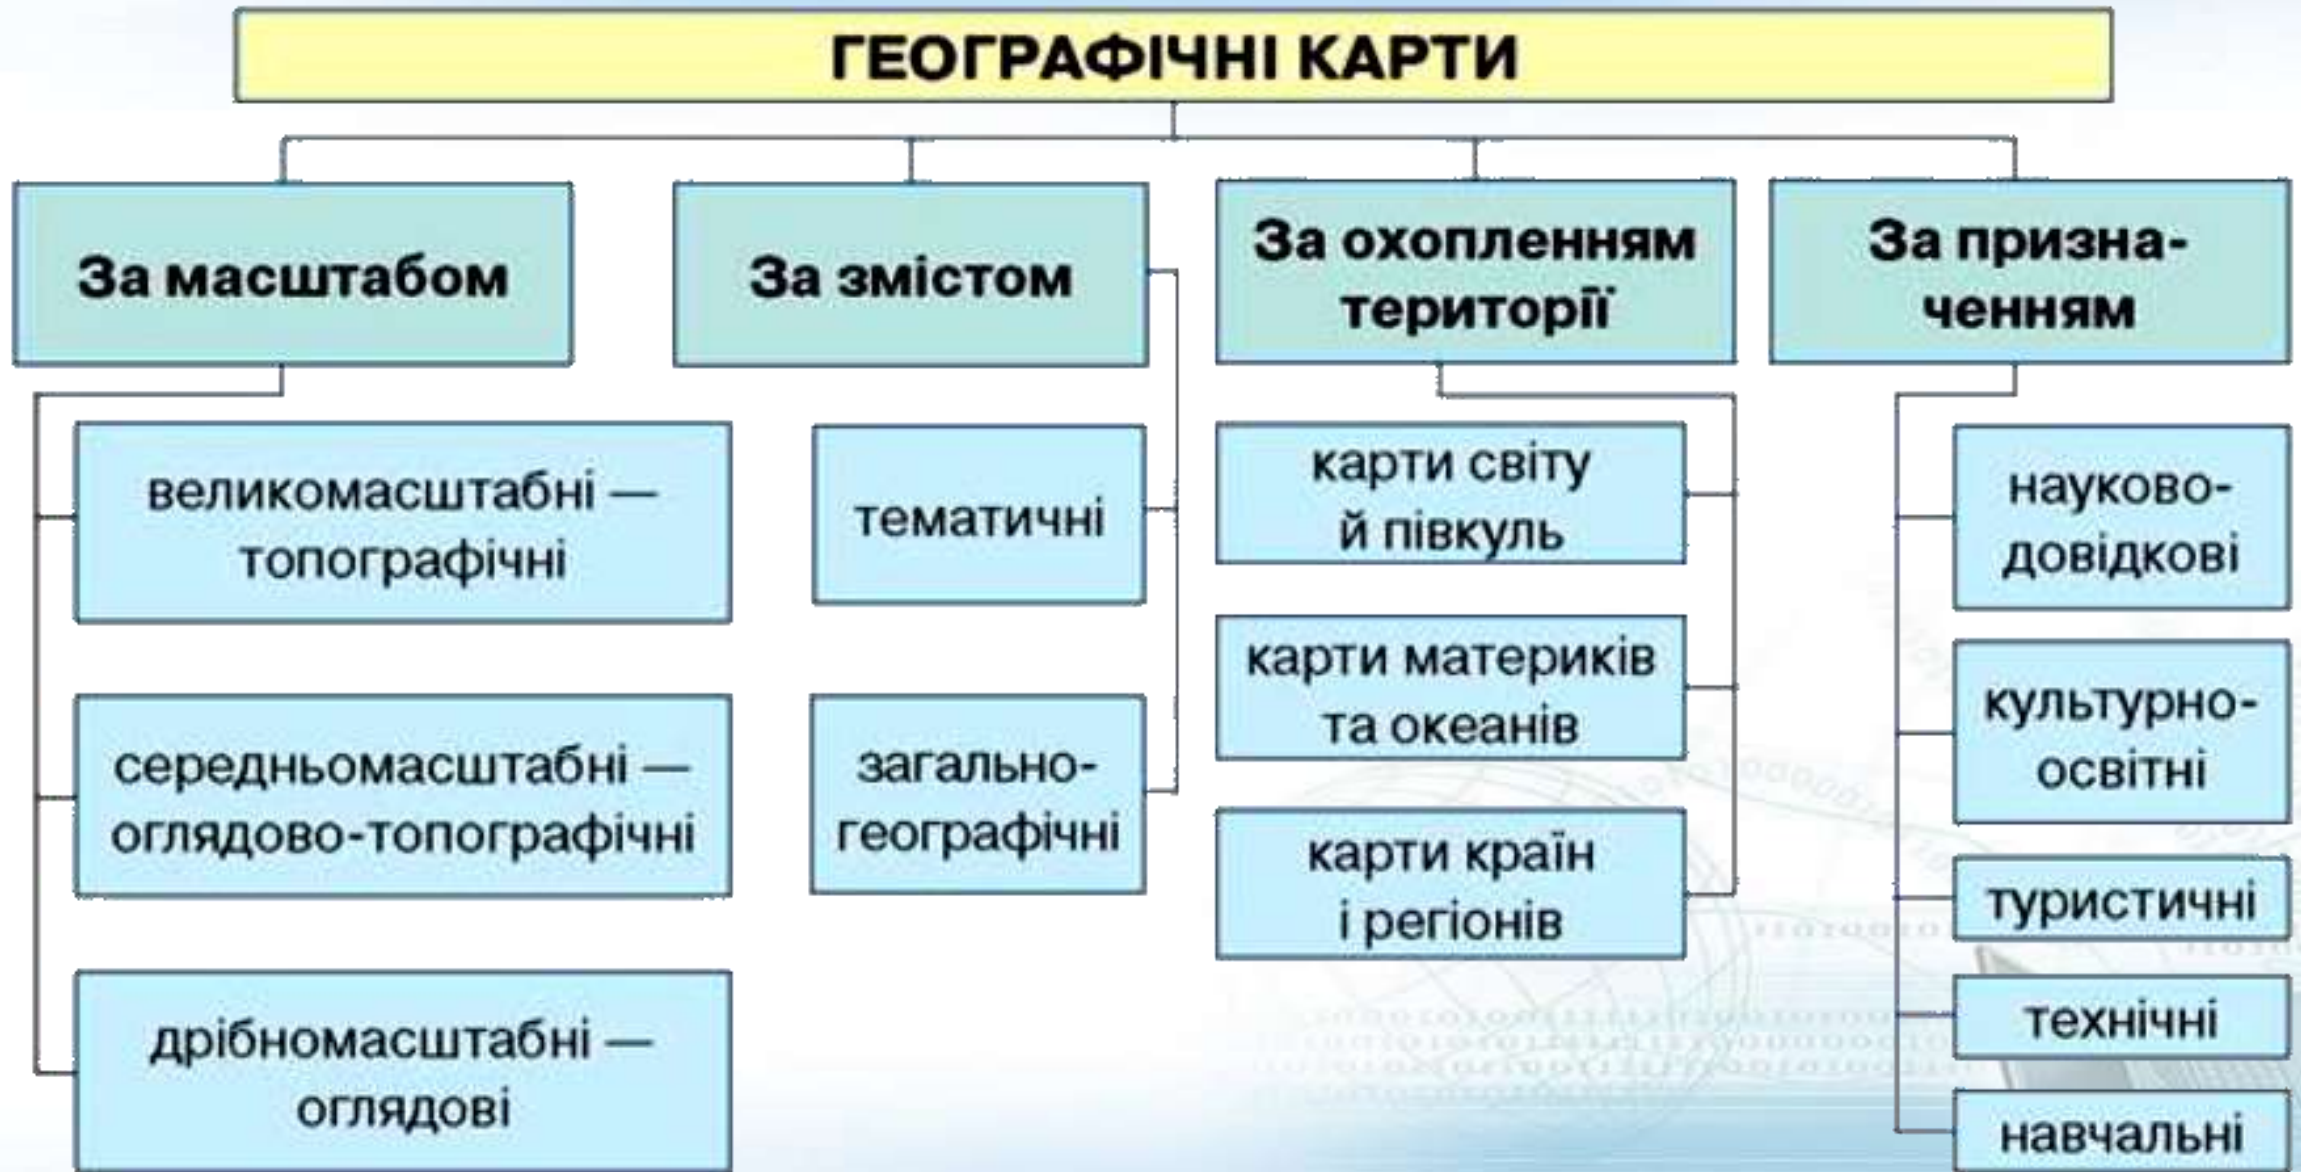 ГЕОГРАФІЧНІ КАРТИ
За масштабом
великомасштабні —
топографічні
середньомасштабні —
оглядово-топографічні
дрібномасштабні —
оглядові
За змістом
тематичні
загально-
географічні
За охопленням
території
карти світу
й півкуль
карти материків
та океанів
карти країн
і регіонів
За призна-
ченням
науково-
довідкові
культурно-
освітні
туристичні
технічні
навчальні